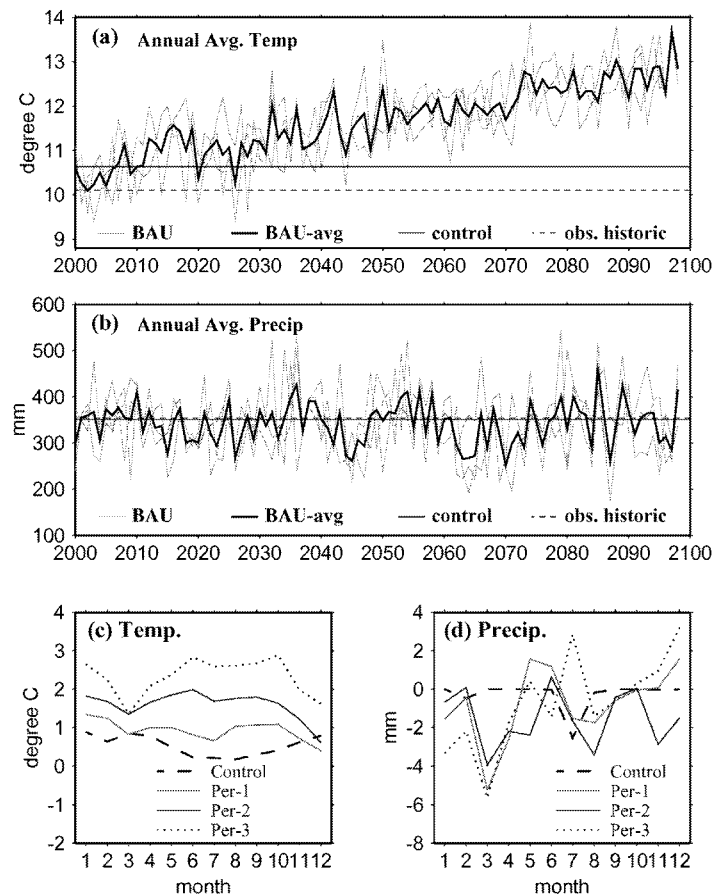 14
(a) Annual Avg. Temp
13
12
11
10
9
degree C
BAU BAU-avg control obs. historic
2000 2010 2020 2030 2040 2050 2060 2070 2080 2090 2100
600
(b) Annual Avg. Precip
500
400
300
200
100
mm
BAU BAU-avg control obs. historic
2000 2010 2020 2030 2040 2050 2060 2070 2080 2090 2100
(c) Temp.
4
3
2
1
0
-1
-2
degree C
Control
Per-1
Per-2
Per-3
1 2 3 4 5 6 7 8 9 10 11 12
month
(d) Precip.
4
2
0
-2
-4
-6
-8
mm
Control
Per-1
Per-2
Per-3
1 2 3 4 5 6 7 8 9 10 11 12
month